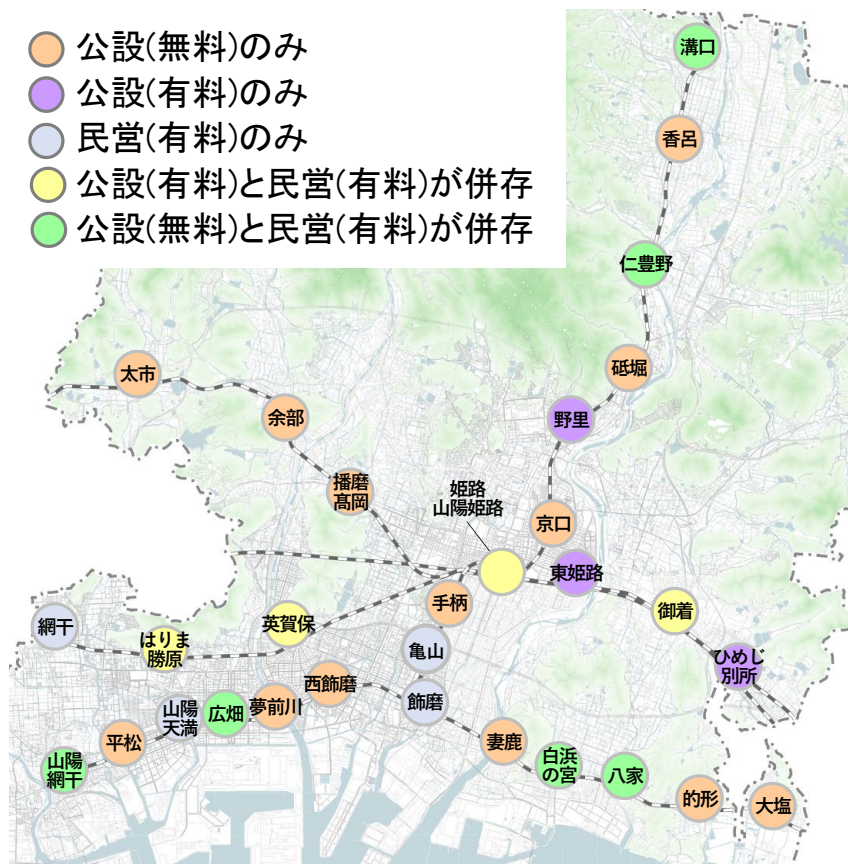 公設(無料)のみ
公設(有料)のみ
民営(有料)のみ
公設(有料)と民営(有料)が併存
公設(無料)と民営(有料)が併存
溝口
香呂
仁豊野
砥堀
太市
余部
野里
播磨
髙岡
姫路
山陽姫路
京口
東姫路
手柄
御着
網干
はりま
勝原
英賀保
亀山
ひめじ
別所
西飾磨
飾磨
山陽
天満
広畑
夢前川
平松
妻鹿
山陽
網干
白浜
の宮
八家
的形
大塩